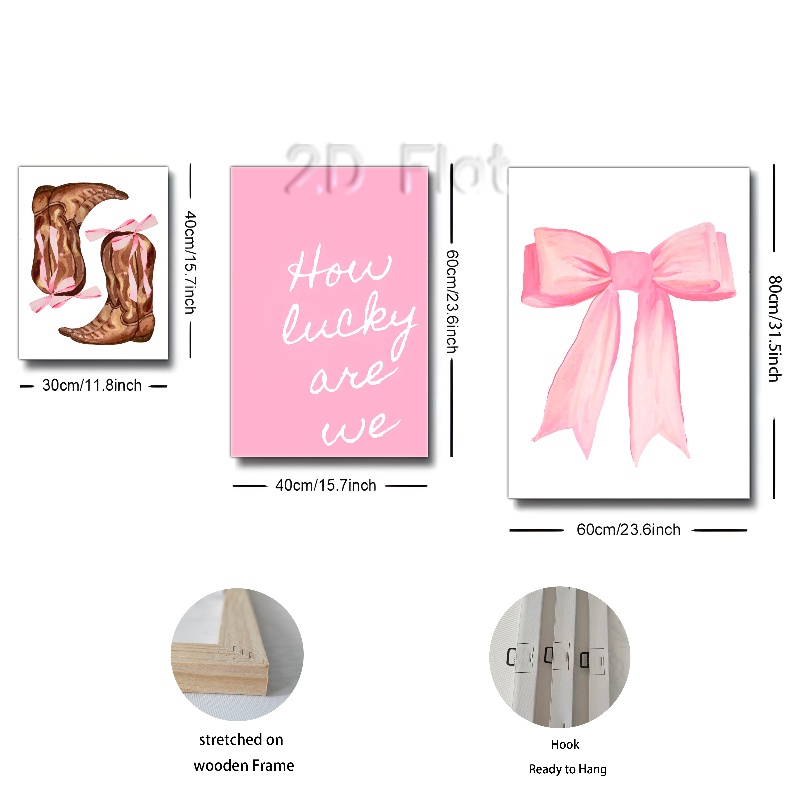 2D Flat
40cm/15.7inch
30cm/11.8inch
How
lucky
are
we
60cm/23.6inch
40cm/15.7inch
80cm/31.5inch
60cm/23.6inch
stretched on
wooden Frame
Hook
Ready to Hang